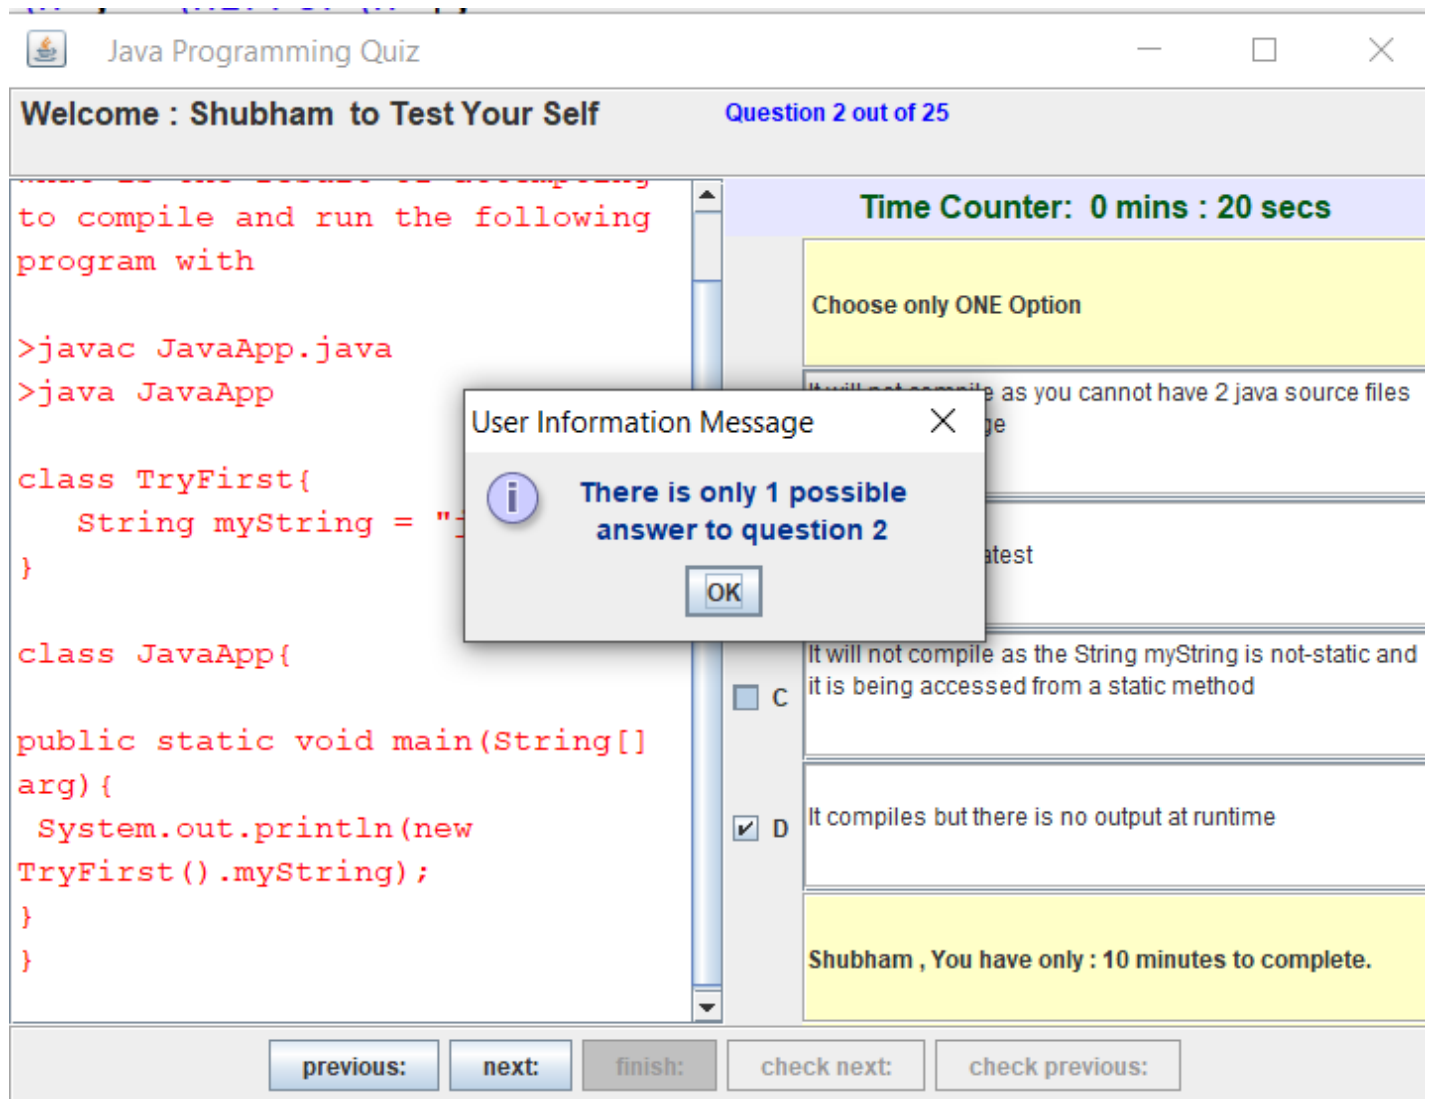 Java Programming Quiz
Welcome : Shubham to Test Your Self
Question 2 out of 25
to compile and run the following
program with
>javac JavaApp.java
>java JavaApp
class TryFirst{
String myString = "j
}
class JavaApp{
public static void main(String[]
arg){
System.out.println(new
TryFirst().myString);
}
}
Time Counter: 0 mins : 20 secs
Choose only ONE Option
as you cannot have 2 java source files
User Information Message
There is only 1 possible
answer to question 2
OK
atest
C
It will not compile as the String myString is not-static and
it is being accessed from a static method
D
It compiles but there is no output at runtime
Shubham , You have only : 10 minutes to complete.
previous:
next:
finish:
check next:
check previous: